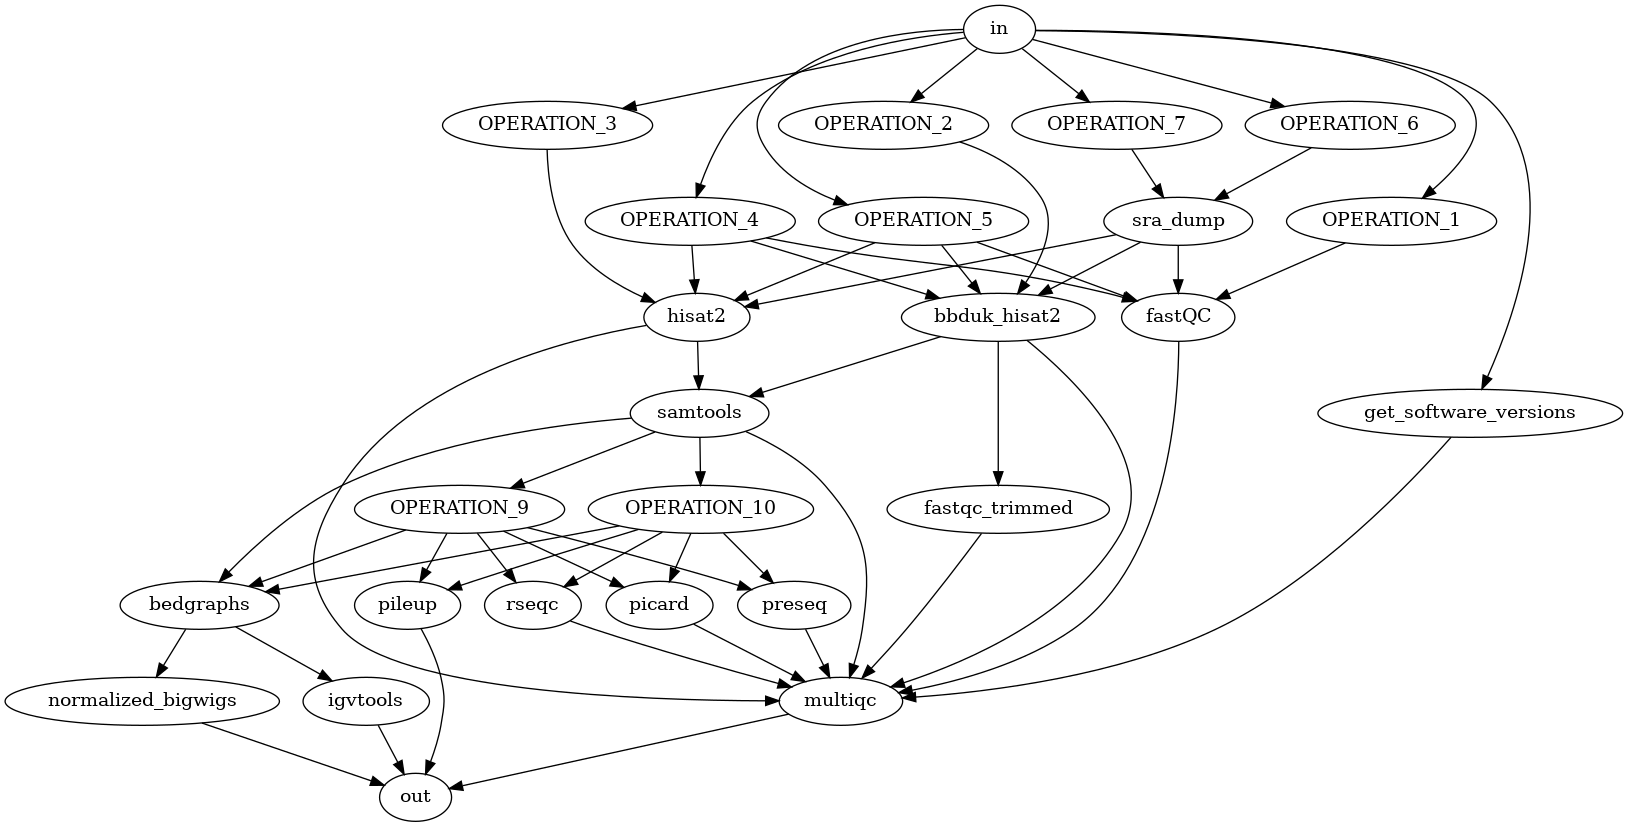 in
OPERATION_3
OPERATION_2
OPERATION_7
OPERATION_6
OPERATION_4
OPERATION_5
sra_dump
OPERATION_1
hisat2
bbduk_hisat2
fastQC
samtools
get_software_versions
OPERATION_9
OPERATION_10
fastqc_trimmed
bedgraphs
pileup
rseqc
picard
preseq
normalized_bigwigs
igvtools
multiqc
out